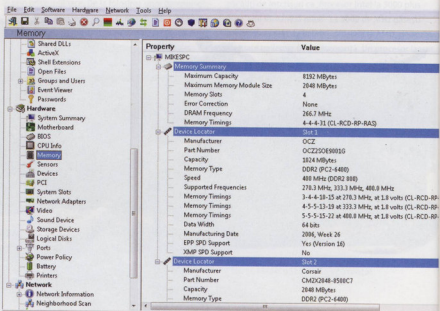 File Edit Software Hardware Network Tools Help
Memory
Shared DLLs
ActiveX
Shell Extensions
Open Files
Groups and Users
Event Viewer
Passwords
Hardware
System Summary
Motherboard
BIOS
CPU Info
Memory
Sensors
Devices
PCI
System Slots
Network Adapters
Video
Sound Device
Storage Devices
Logical Disks
Ports
Power Policy
Battery
Printers
Network
Network Information
Neighborhood Scan
Property Value
MIKESPC
Memory Summary
Maximum Capacity 8192 MBytes
Maximum Memory Module Size 2048 MBytes
Memory Slots 4
Error Correction None
DRAM Frequency 266.7 MHz
Memory Timings 4-4-4-31 (CL-RCD-RP-RAS)
Device Locator Slot 1
Manufacturer OCZ
Part Number OCZ2SOE9001G
Capacity 1024 MBytes
Memory Type DDR2 (PC2-6400)
Speed 400 MHz (DDR2 800)
Supported Frequencies 270.3 MHz, 333.3 MHz, 400.0 MHz
Memory Timings 3-4-4-10-15 at 270.3 MHz, at 1.8 volts (CL-RCD-RP
Memory Timings 4-5-5-13-19 at 333.3 MHz, at 1.8 volts (CL-RCD-RP
Memory Timings 5-5-5-15-22 at 400.0 MHz, at 1.8 volts (CL-RCD-RP
Data Width 64 bits
Manufacturing Date 2006, Week 26
EPP SPD Support Yes (Version 16)
XMP SPD Support No
Device Locator Slot 2
Manufacturer Corsair
Part Number CM2X2048-8500C7
Capacity 2048 MBytes
Memory Type DDR2 (PC2-6400)